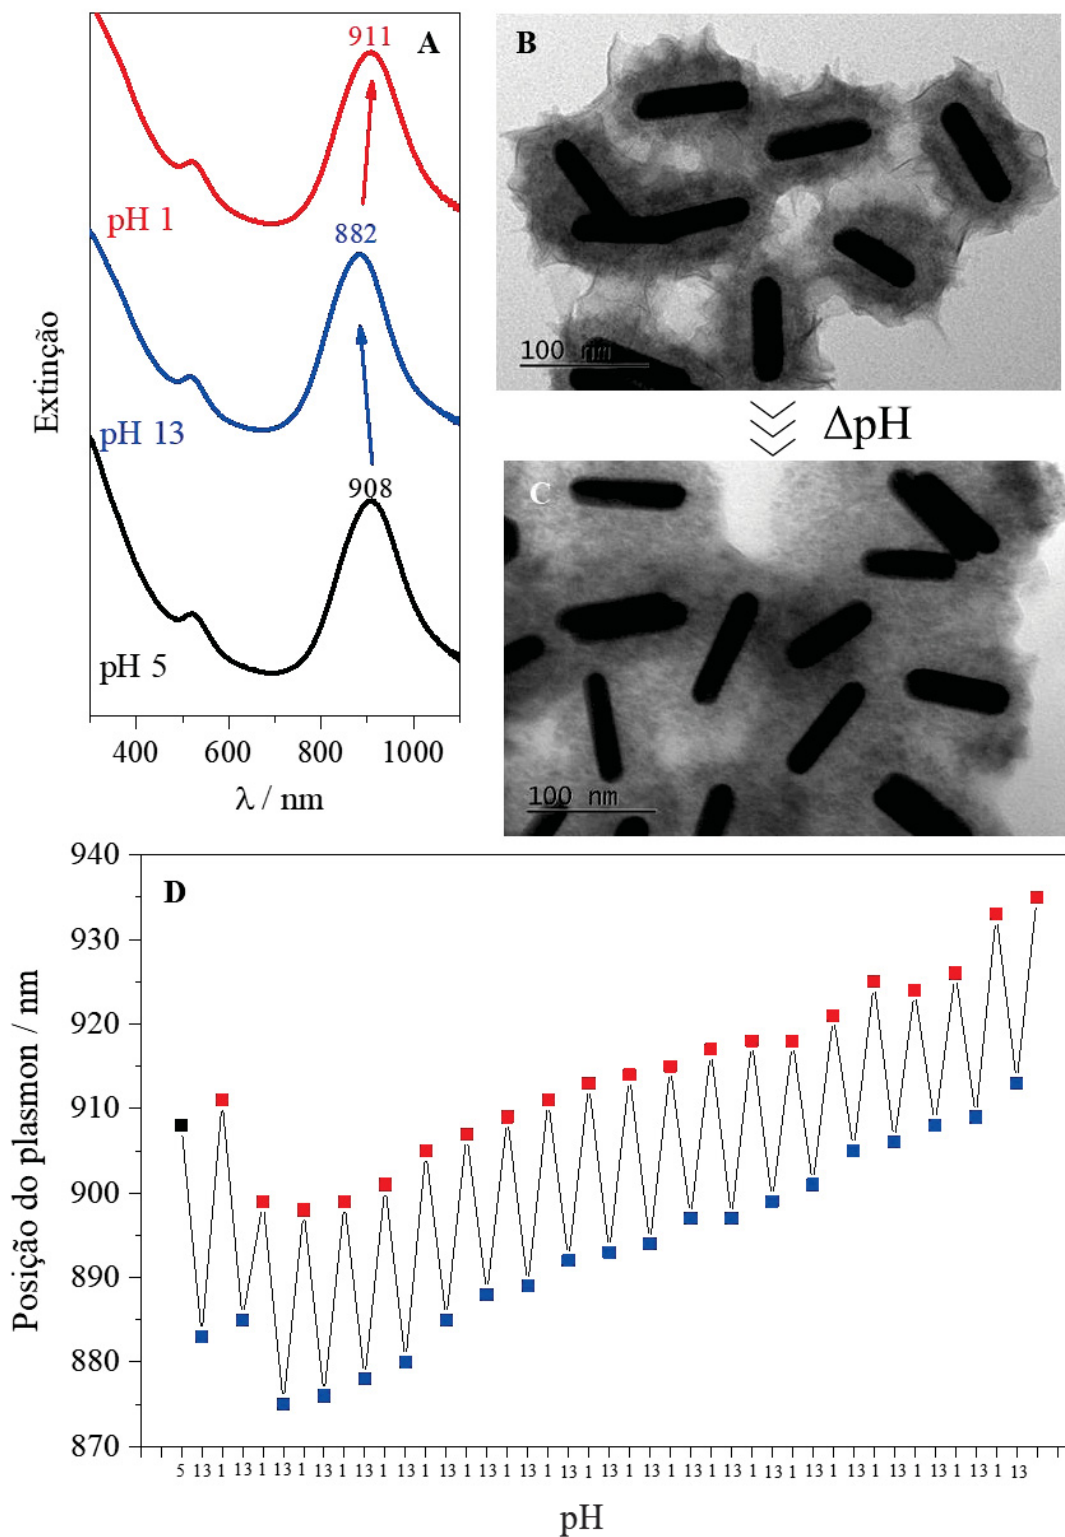 A
911
pH 1
882
pH 13
908
pH 5
Extinção
400 600 800 1000
λ / nm
B
100 nm
ΔpH
C
100 nm
D
940
930
920
910
900
890
880
870
Posição do plasmon / nm
5 13 1 13 1 13 1 13 1 13 1 13 1 13 1 13 1 13 1 13 1 13 1 13 1 13 1 13 1 13 1 13 1 13 1 13 1 13 1 13 1 13
pH